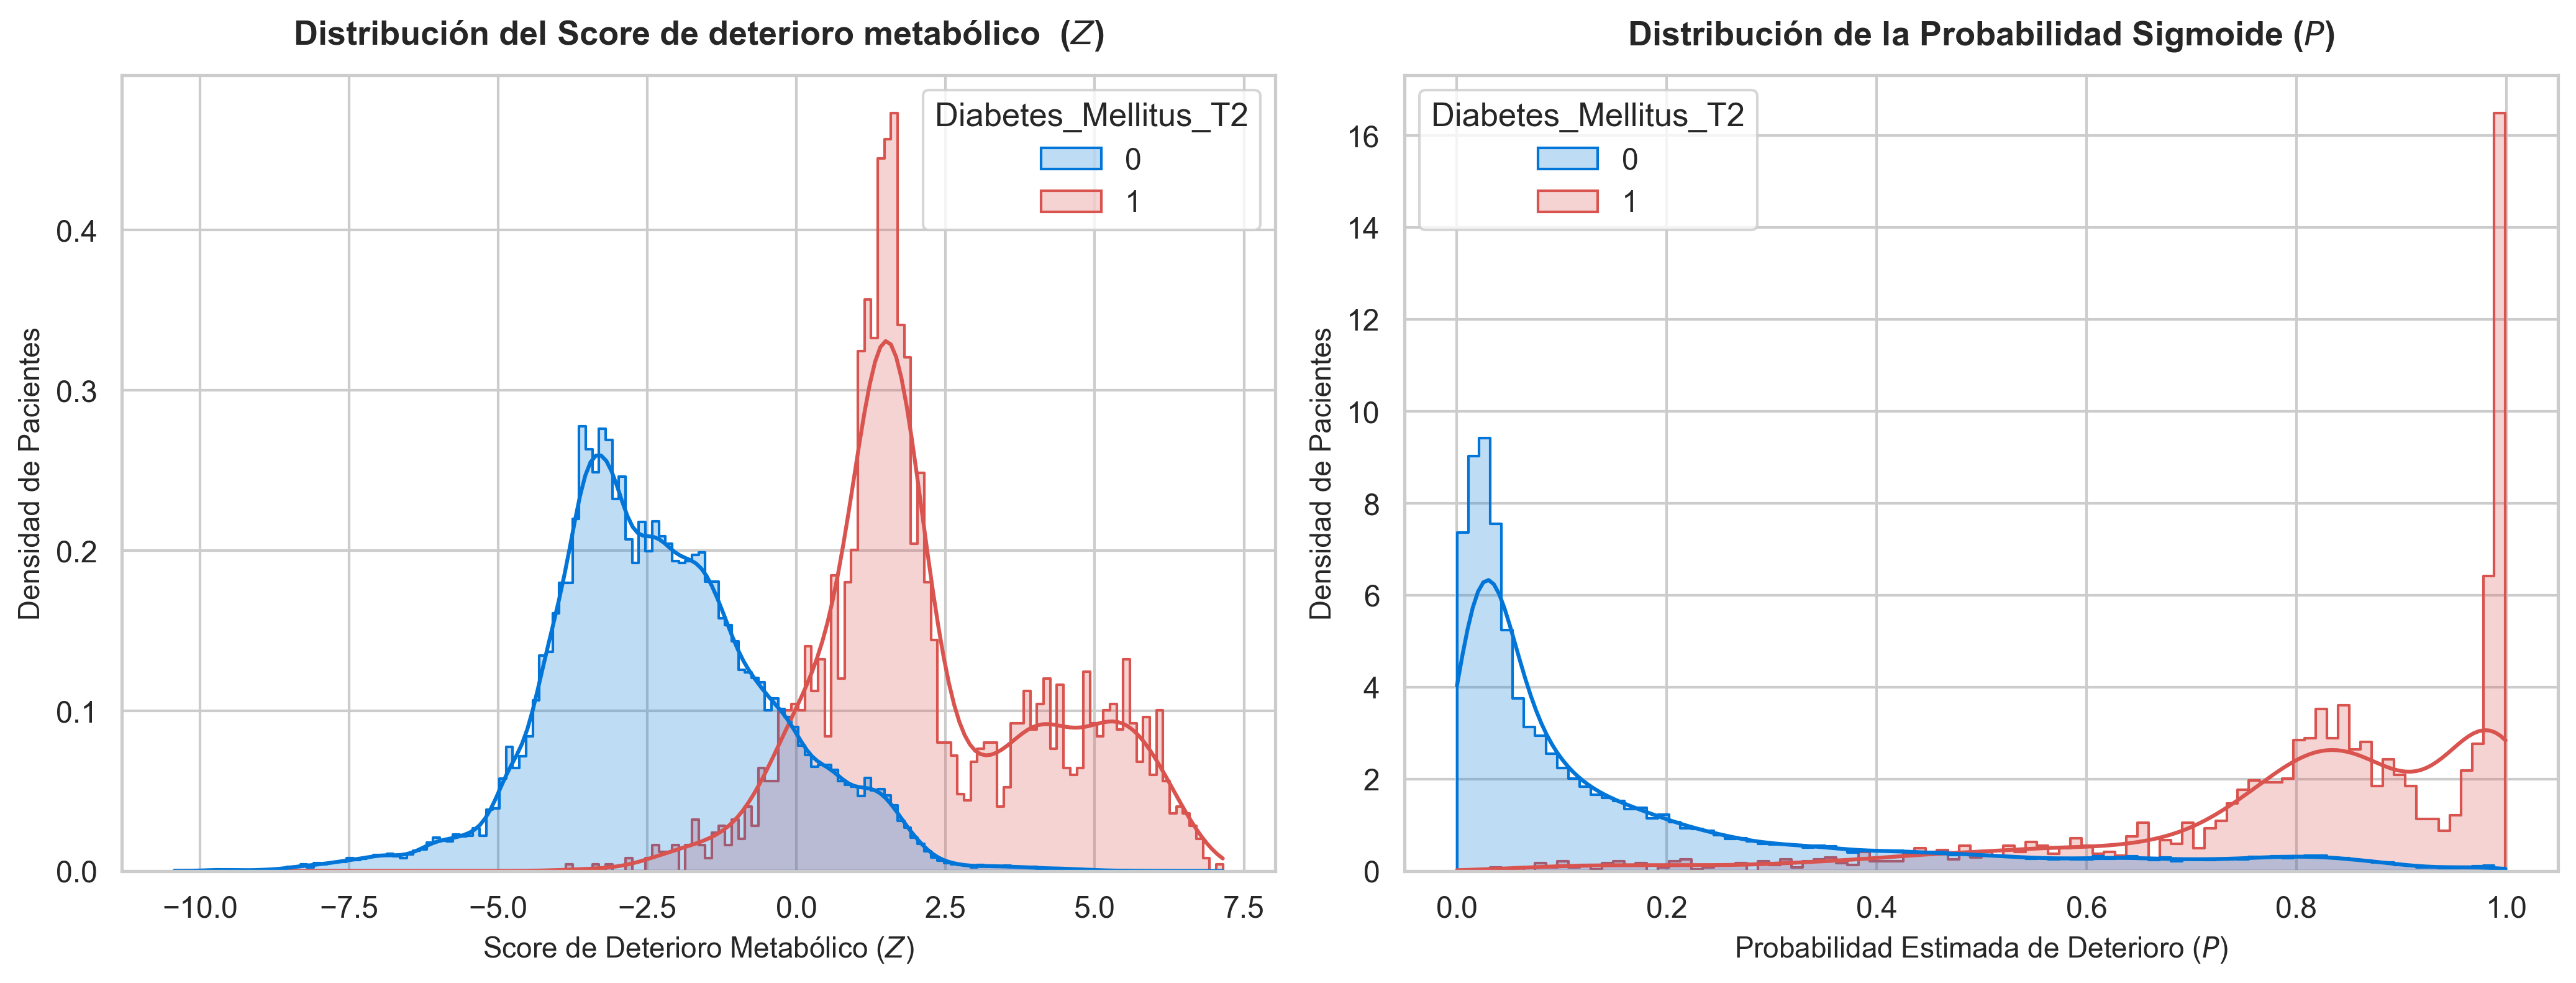 Distribución del Score de deterioro metabólico (Z)
Densidad de Pacientes
0.4
0.3
0.2
0.1
0.0
−10.0 −7.5 −5.0 −2.5 0.0 2.5 5.0 7.5
Score de Deterioro Metabólico (Z)
Diabetes_Mellitus_T2
0
1
Distribución de la Probabilidad Sigmoide (P)
Densidad de Pacientes
16
14
12
10
8
6
4
2
0
0.0 0.2 0.4 0.6 0.8 1.0
Probabilidad Estimada de Deterioro (P)
Diabetes_Mellitus_T2
0
1